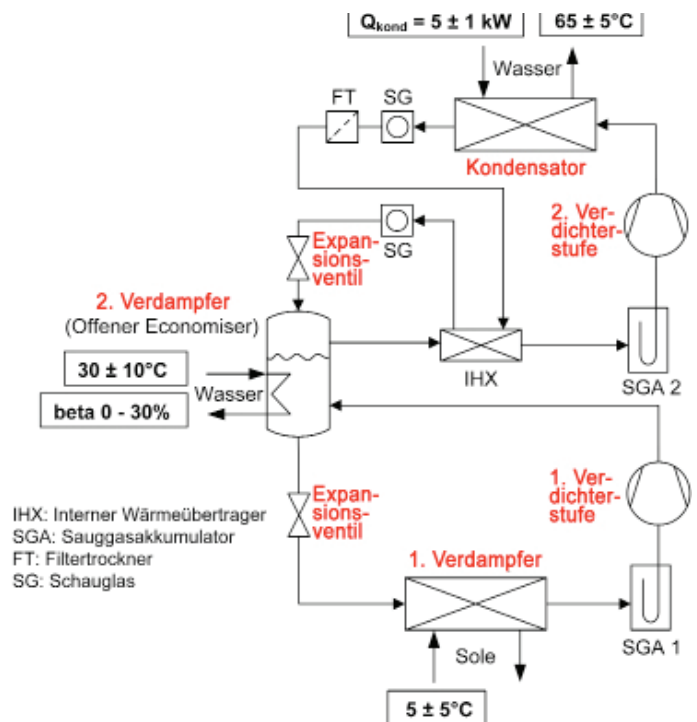 Qkond = 5 ± 1 kW
65 ± 5°C
Wasser
FT
SG
Kondensator
2. Ver-
dichter-
stufe
Expan-
sions-
ventil
SG
2. Verdampfer
(Offener Economiser)
30 ± 10°C
Wasser
beta 0 - 30%
IHX
SGA 2
Expan-
sions-
ventil
1. Ver-
dichter-
stufe
IHX: Interner Wärmeübertrager
SGA: Sauggasakkumulator
FT: Filtertrockner
SG: Schauglas
1. Verdampfer
SGA 1
Sole
5 ± 5°C